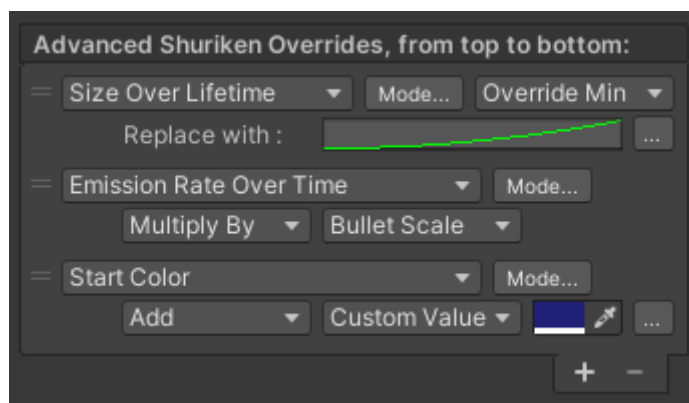 Advanced Shuriken Overrides, from top to bottom:
Size Over Lifetime Mode... Override Min
Replace with : ...
Emission Rate Over Time Mode...
Multiply By Bullet Scale
Start Color Mode...
Add Custom Value ...
+ -